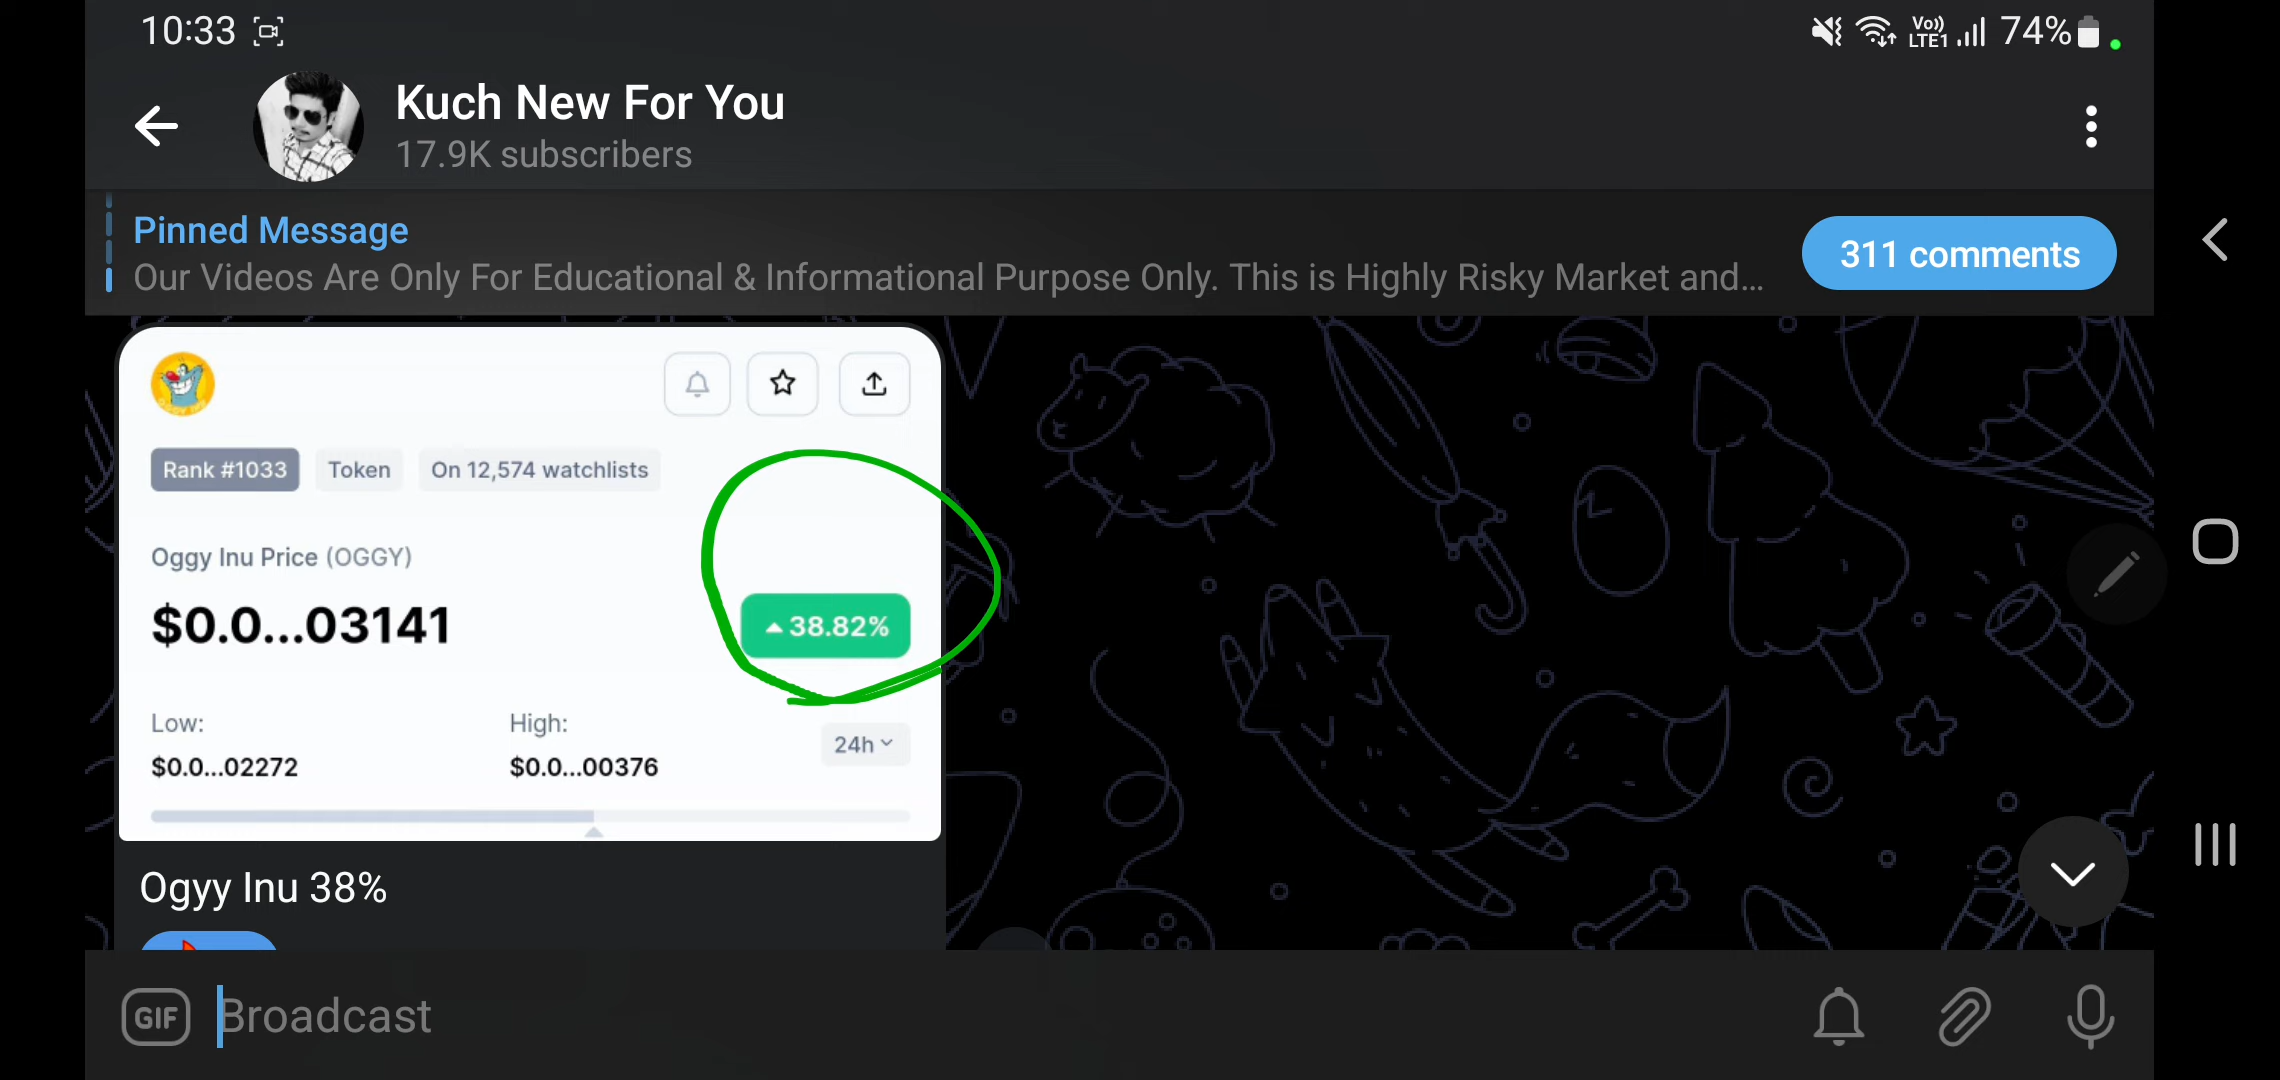 10:33
Vo))
LTE1
74%
Kuch New For You
17.9K subscribers
Pinned Message
Our Videos Are Only For Educational & Informational Purpose Only. This is Highly Risky Market and...
311 comments
Rank #1033
Token
On 12,574 watchlists
Oggy Inu Price (OGGY)
$0.0...03141
38.82%
Low:
High:
$0.0...02272
$0.0...00376
24h
Ogyy Inu 38%
GIF
Broadcast